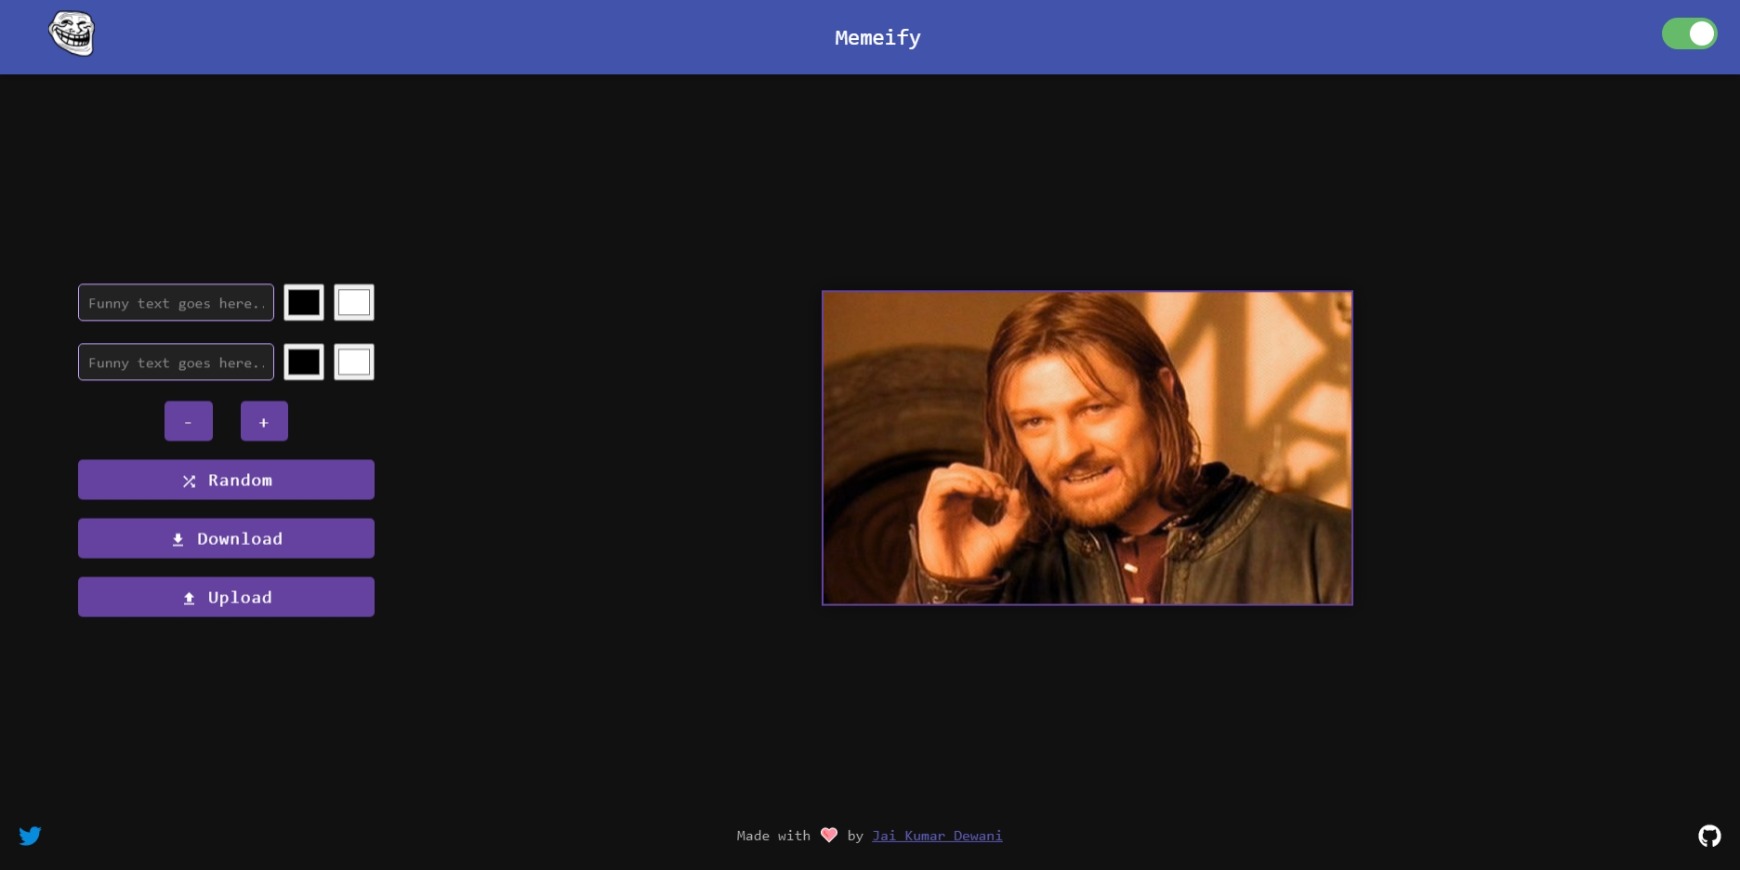 Memeify
Funny text goes here..
Funny text goes here..
- +
Random
Download
Upload
Made with by Jai Kumar Dewani